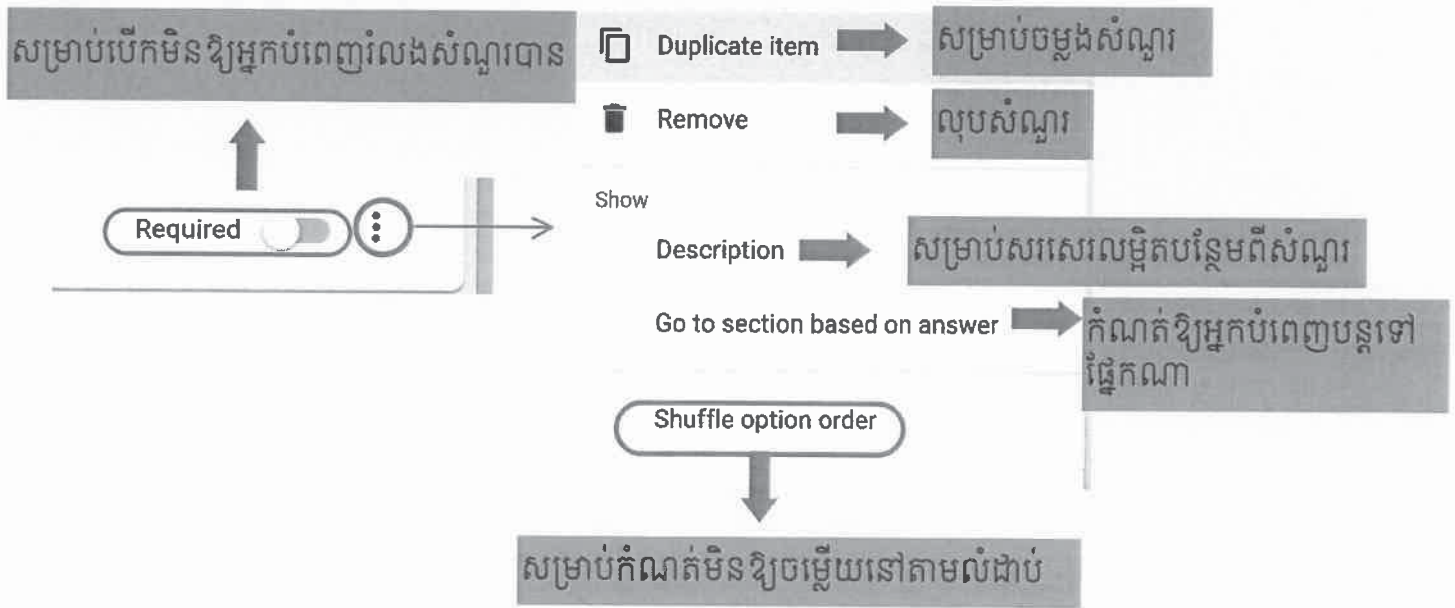 សម្រាប់បើកមិនឱ្យអ្នកបំពេញរំលងសំណួរបាន
Duplicate item
សម្រាប់ចម្លងសំណួរ
Remove
លុបសំណួរ
Show
Required
Description
សម្រាប់សរសេរលម្អិតបន្ថែមពីសំណួរ
Go to section based on answer
កំណត់ឱ្យអ្នកបំពេញបន្តទៅ
ផ្នែកណា
Shuffle option order
សម្រាប់កំណត់មិនឱ្យចម្លើយនៅតាមលំដាប់